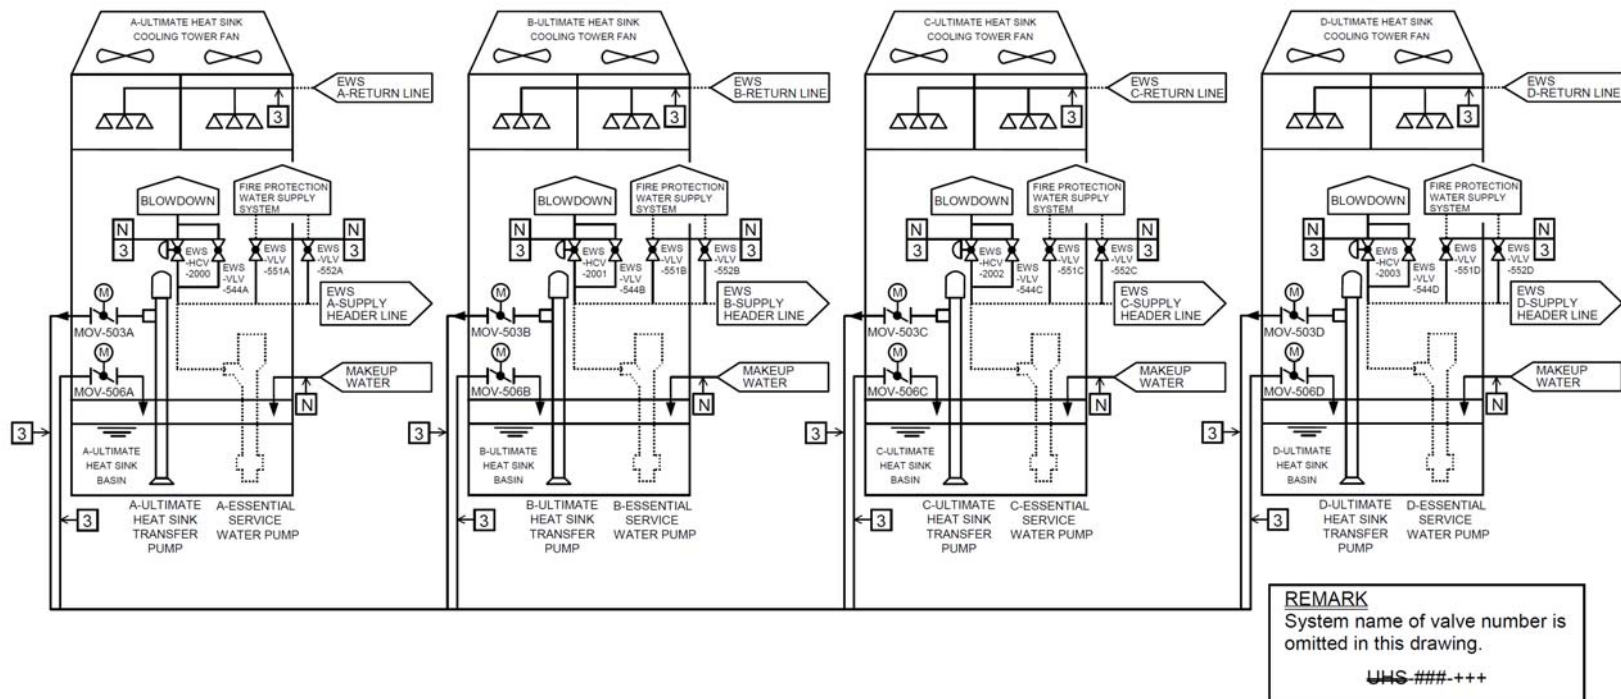 A-ULTIMATE HEAT SINK
COOLING TOWER FAN
EWS
A-RETURN LINE
3
BLOWDOWN
FIRE PROTECTION
WATER SUPPLY
SYSTEM
N
3
N
3
EWS
-HCV
-2000
EWS
-VLV
-544A
EWS
-VLV
-551A
EWS
-VLV
-552A
EWS
A-SUPPLY
HEADER LINE
M
MOV-503A
M
MOV-506A
MAKEUP
WATER
N
3
A-ULTIMATE
HEAT SINK
BASIN
A-ULTIMATE
HEAT SINK
TRANSFER
PUMP
A-ESSENTIAL
SERVICE
WATER PUMP
3
B-ULTIMATE HEAT SINK
COOLING TOWER FAN
EWS
B-RETURN LINE
3
BLOWDOWN
FIRE PROTECTION
WATER SUPPLY
SYSTEM
N
3
N
3
EWS
-HCV
-2001
EWS
-VLV
-544B
EWS
-VLV
-551B
EWS
-VLV
-552B
EWS
B-SUPPLY
HEADER LINE
M
MOV-503B
M
MOV-506B
MAKEUP
WATER
N
3
B-ULTIMATE
HEAT SINK
BASIN
B-ULTIMATE
HEAT SINK
TRANSFER
PUMP
B-ESSENTIAL
SERVICE
WATER PUMP
3
C-ULTIMATE HEAT SINK
COOLING TOWER FAN
EWS
C-RETURN LINE
3
BLOWDOWN
FIRE PROTECTION
WATER SUPPLY
SYSTEM
N
3
N
3
EWS
-HCV
-2002
EWS
-VLV
-544C
EWS
-VLV
-551C
EWS
-VLV
-552C
EWS
C-SUPPLY
HEADER LINE
M
MOV-503C
M
MOV-506C
MAKEUP
WATER
N
3
C-ULTIMATE
HEAT SINK
BASIN
C-ULTIMATE
HEAT SINK
TRANSFER
PUMP
C-ESSENTIAL
SERVICE
WATER PUMP
3
D-ULTIMATE HEAT SINK
COOLING TOWER FAN
EWS
D-RETURN LINE
3
BLOWDOWN
FIRE PROTECTION
WATER SUPPLY
SYSTEM
N
3
N
3
EWS
-HCV
-2003
EWS
-VLV
-544D
EWS
-VLV
-551D
EWS
-VLV
-552D
EWS
D-SUPPLY
HEADER LINE
M
MOV-503D
M
MOV-506D
MAKEUP
WATER
N
3
D-ULTIMATE
HEAT SINK
BASIN
D-ULTIMATE
HEAT SINK
TRANSFER
PUMP
D-ESSENTIAL
SERVICE
WATER PUMP
3
REMARK
System name of valve number is
omitted in this drawing.
UHS-###-+++